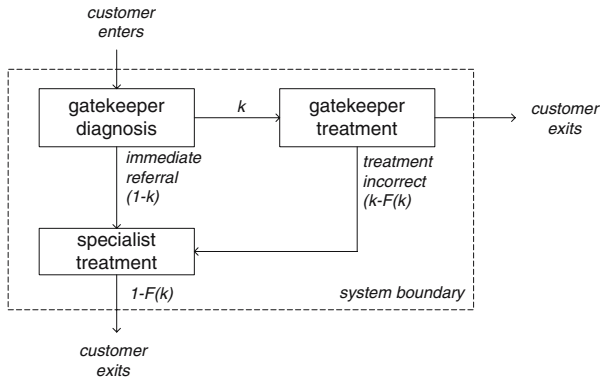 customer
enters
gatekeeper
diagnosis
k
gatekeeper
treatment
customer
exits
immediate
referral
(1-k)
treatment
incorrect
(k-F(k)
specialist
treatment
1-F(k)
system boundary
customer
exits